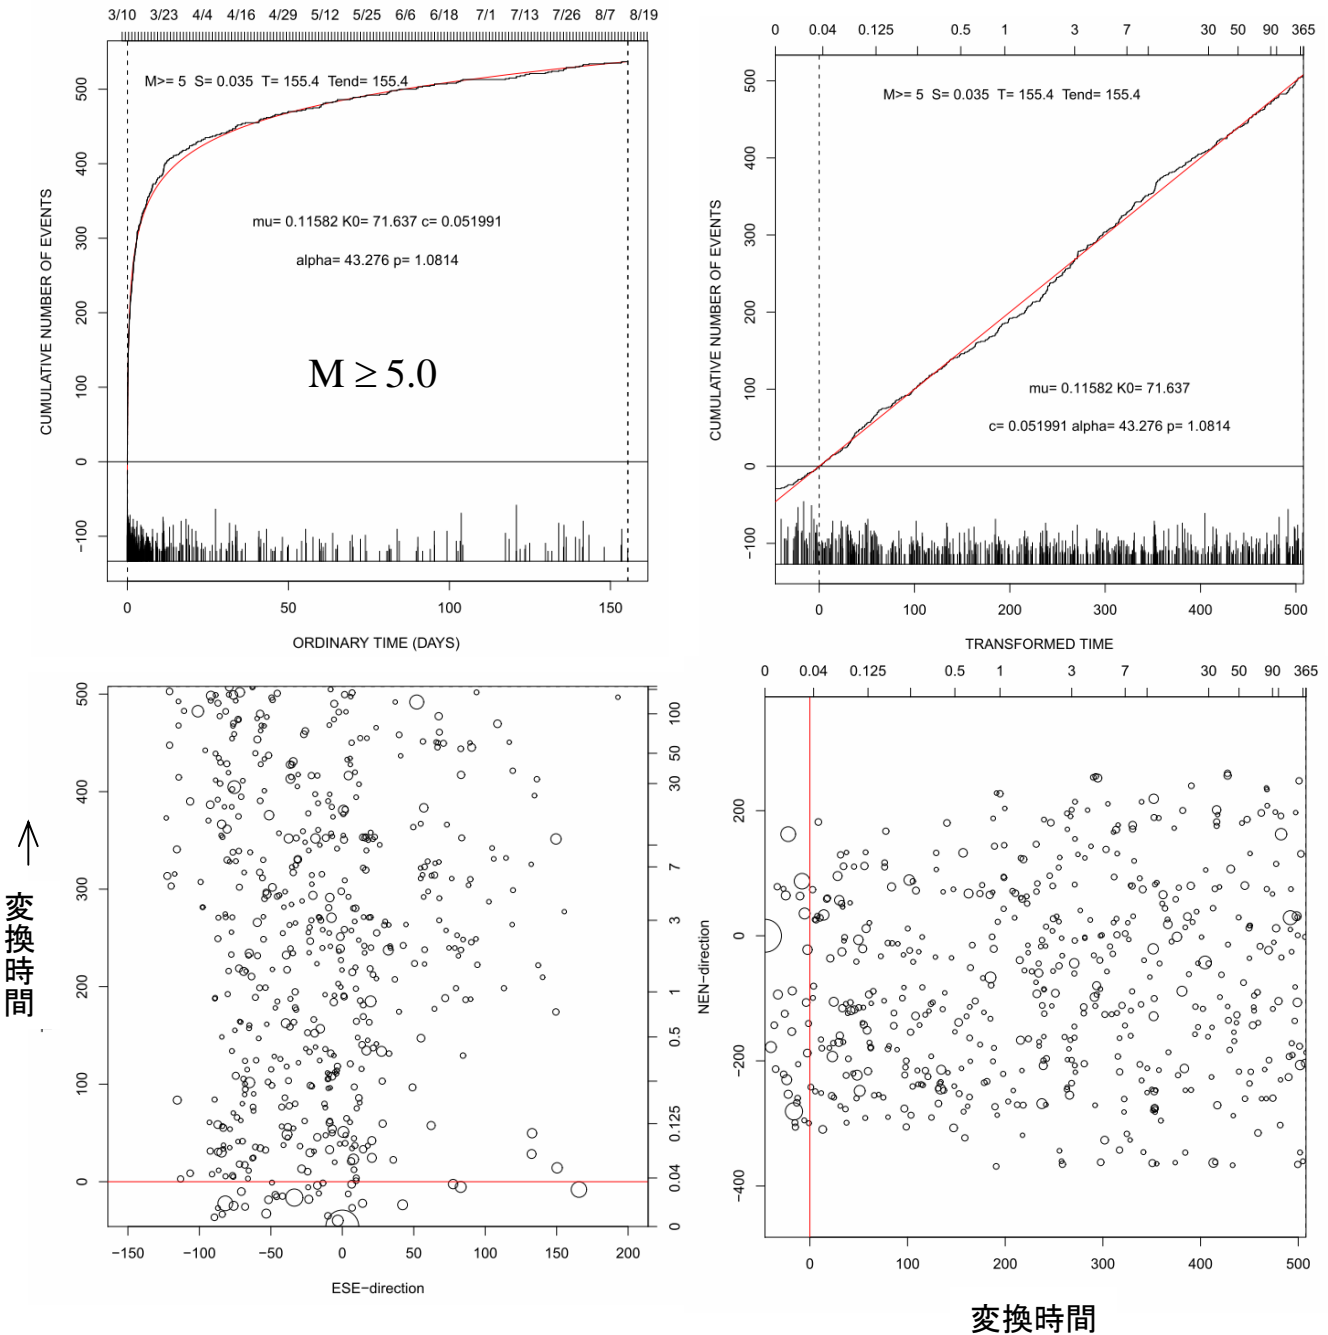 3/10 3/23 4/4 4/16 4/29 5/12 5/25 6/6 6/18 7/1 7/13 7/26 8/7 8/19
M>= 5 S= 0.035 T= 155.4 Tend= 155.4
mu= 0.11582 K0= 71.637 c= 0.051991
alpha= 43.276 p= 1.0814
M ≥ 5.0
CUMULATIVE NUMBER OF EVENTS
500
400
300
200
100
0
−100
0 50 100 150
ORDINARY TIME (DAYS)
0 0.04 0.125 0.5 1 3 7 30 50 90 365
M>= 5 S= 0.035 T= 155.4 Tend= 155.4
mu= 0.11582 K0= 71.637
c= 0.051991 alpha= 43.276 p= 1.0814
CUMULATIVE NUMBER OF EVENTS
500
400
300
200
100
0
−100
0 100 200 300 400 500
TRANSFORMED TIME
変換時間
500
400
300
200
100
0
100
50
30
7
3
1
0.5
0.125
0.04
0
−150 −100 −50 0 50 100 150 200
ESE−direction
0 0.04 0.125 0.5 1 3 7 30 50 90 365
NEN−direction
200
0
−200
−400
0 100 200 300 400 500
変換時間